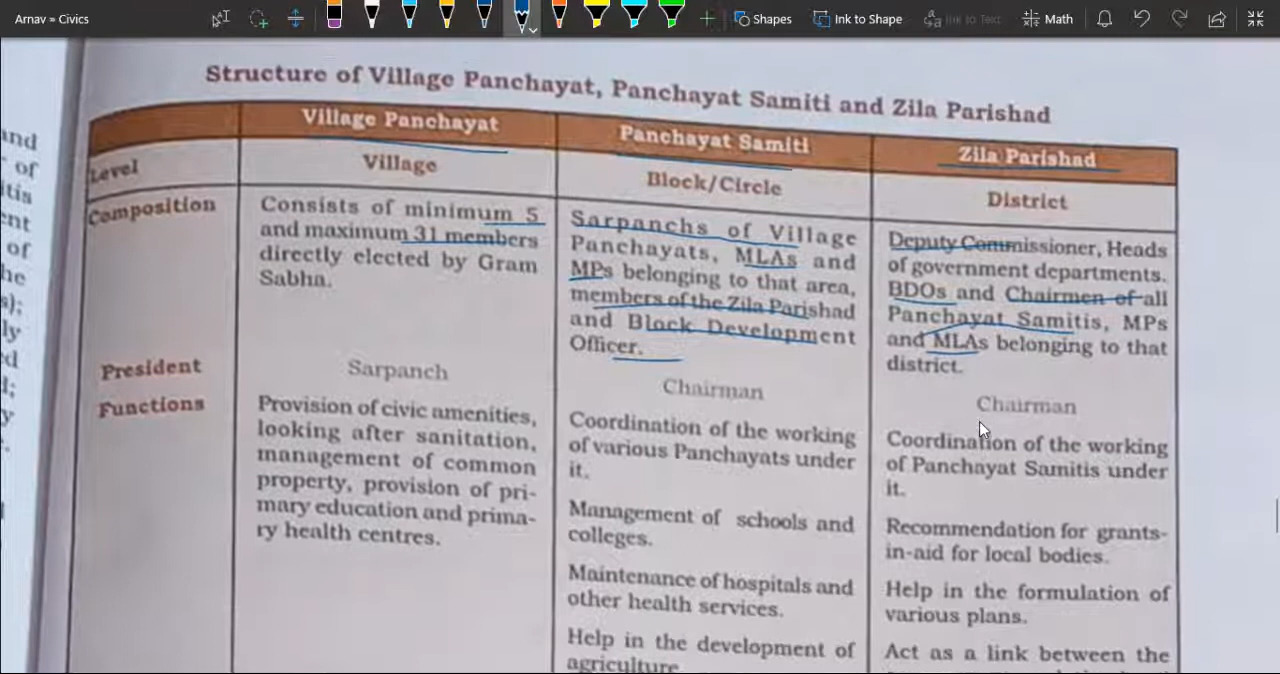 Arnav » Civics
Shapes
Ink to Shape
Ink to Text
Math
Structure of Village Panchayat, Panchayat Samiti and Zila Parishad
Village Panchayat
Panchayat Samiti
Zila Parishad
Level
Village
Block/Circle
District
Composition
Consists of minimum 5
and maximum 31 members
directly elected by Gram
Sabha.
Sarpanchs of Village
Panchayats, MLAs and
MPs belonging to that area,
members of the Zila Parishad
and Block Development
Officer.
Deputy Commissioner, Heads
of government departments.
BDOs and Chairmen of all
Panchayat Samitis, MPs
and MLAs belonging to that
district.
President
Sarpanch
Chairman
Chairman
Functions
Provision of civic amenities,
looking after sanitation,
management of common
property, provision of pri-
mary education and prima-
ry health centres.
Coordination of the working
of various Panchayats under
it.
Management of schools and
colleges.
Maintenance of hospitals and
other health services.
Help in the development of
agriculture
Coordination of the working
of Panchayat Samitis under
it.
Recommendation for grants-
in-aid for local bodies.
Help in the formulation of
various plans.
Act as a link between the
and
of
itis
ent
of
he
s);
ly
ed
l;
y